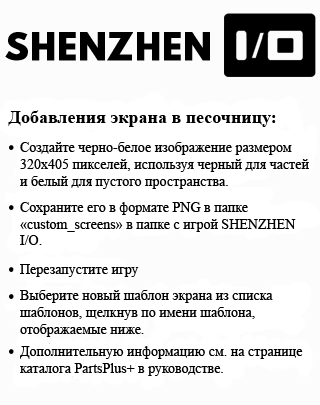 SHENZHEN I/O
Добавления экрана в песочницу:
• Создайте черно-белое изображение размером
320x405 пикселей, используя черный для частей
и белый для пустого пространства.
• Сохраните его в формате PNG в папке
«custom_screens» в папке с игрой SHENZHEN
I/O.
• Перезапустите игру
• Выберите новый шаблон экрана из списка
шаблонов, щелкнув по имени шаблона,
отображаемые ниже.
• Дополнительную информацию см. на странице
каталога PartsPlus+ в руководстве.